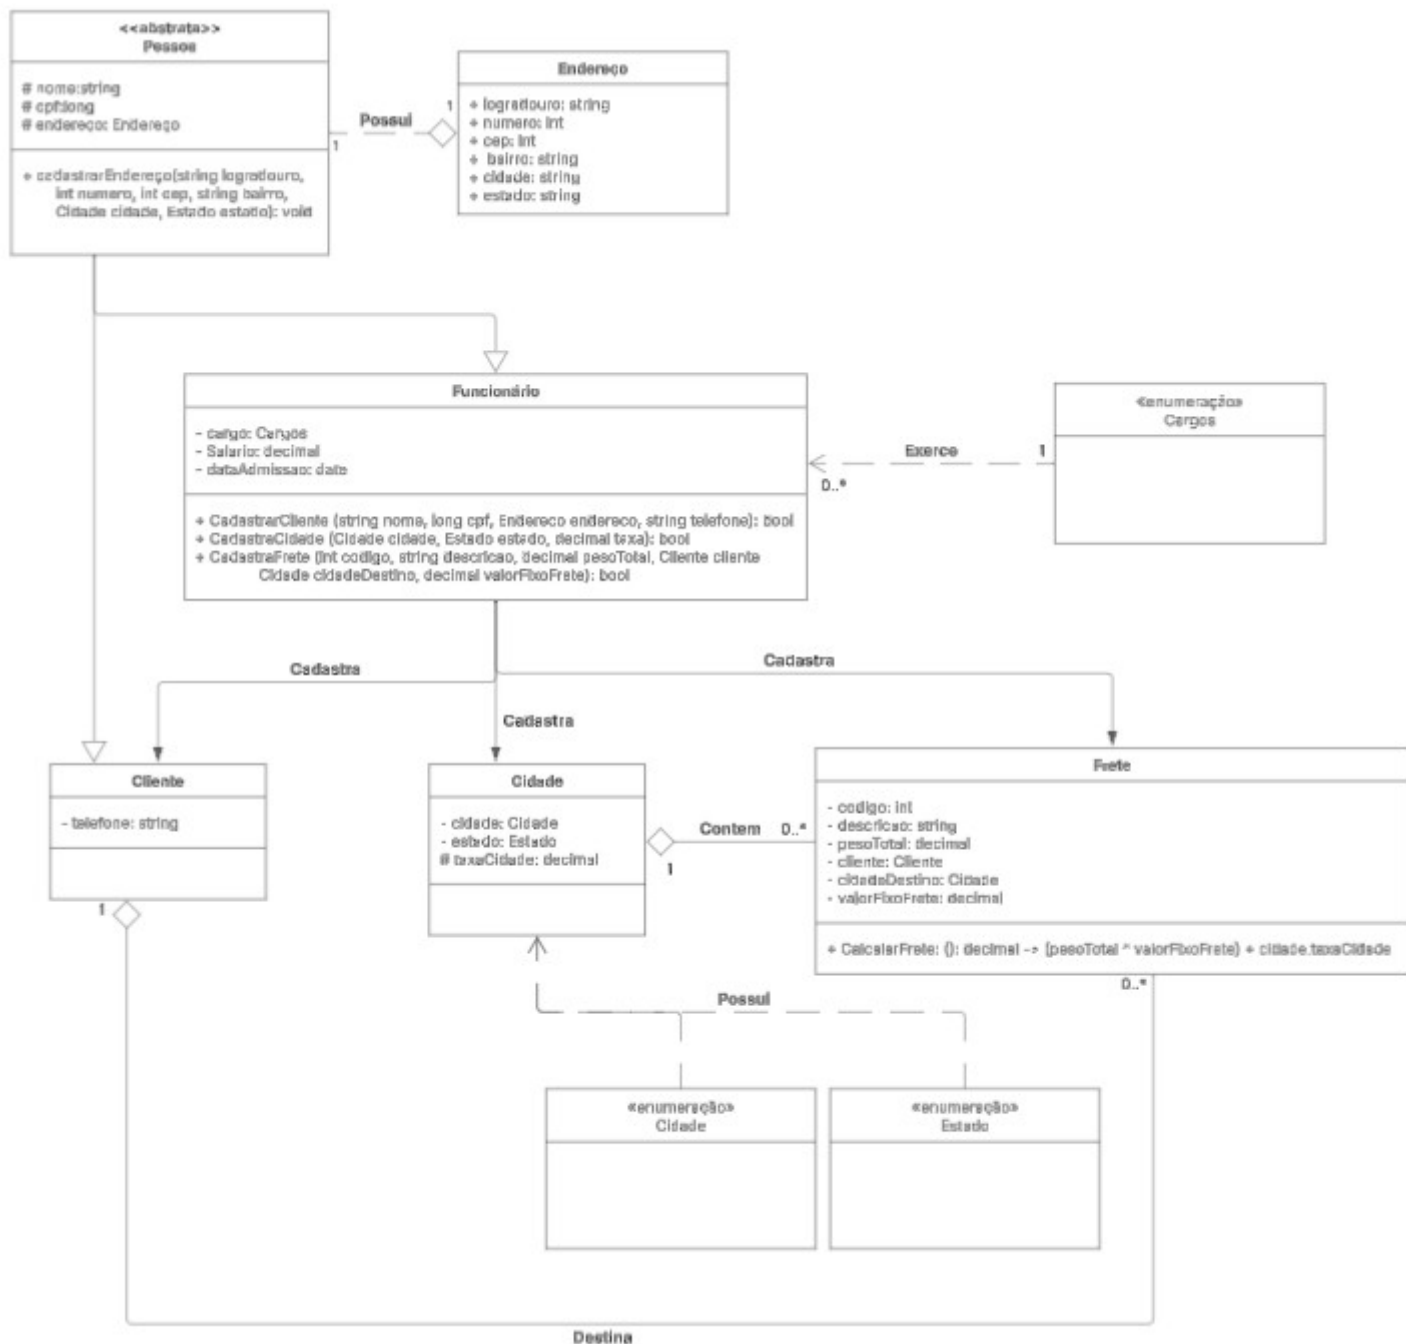 <<abstrata>>
Pessoa
# nome:string
# cpf:long
# endereço: Endereço
+ cadastrarEndereço(string logradouro,
int numero, int cep, string bairro,
Cidade cidade, Estado estado): void
1
Possui
1
Endereço
+ logradouro: string
+ numero: int
+ cep: int
bairro: string
+ cidade: string
+ estado: string
Funcionário
- cargo: Cargos
- Salario: decimal
- dataAdmissao: date
+ CadastrarCliente (string nome, long cpf, Endereco endereco, string telefone): bool
+ CadastraCidade (Cidade cidade, Estado estado, decimal taxa): bool
+ CadastraFrete (int codigo, string descricao, decimal pesoTotal, Cliente cliente
Cidade cidadeDestino, decimal valorFixoFrete): bool
0..*
Exerce
1
«enumeração»
Cargos
Cadastra
Cadastra
Cadastra
Cliente
- telefone: string
1
Cidade
- cidade: Cidade
- estado: Estado
# taxaCidade: decimal
Contem
0..*
1
Frete
- codigo: int
- descricao: string
- pesoTotal: decimal
- cliente: Cliente
- cidadeDestino: Cidade
- valorFixoFrete: decimal
+ CalcularFrete: (): decimal -> (pesoTotal * valorFixoFrete) + cidade.taxaCidade
0..*
Possui
«enumeração»
Cidade
«enumeração»
Estado
Destina